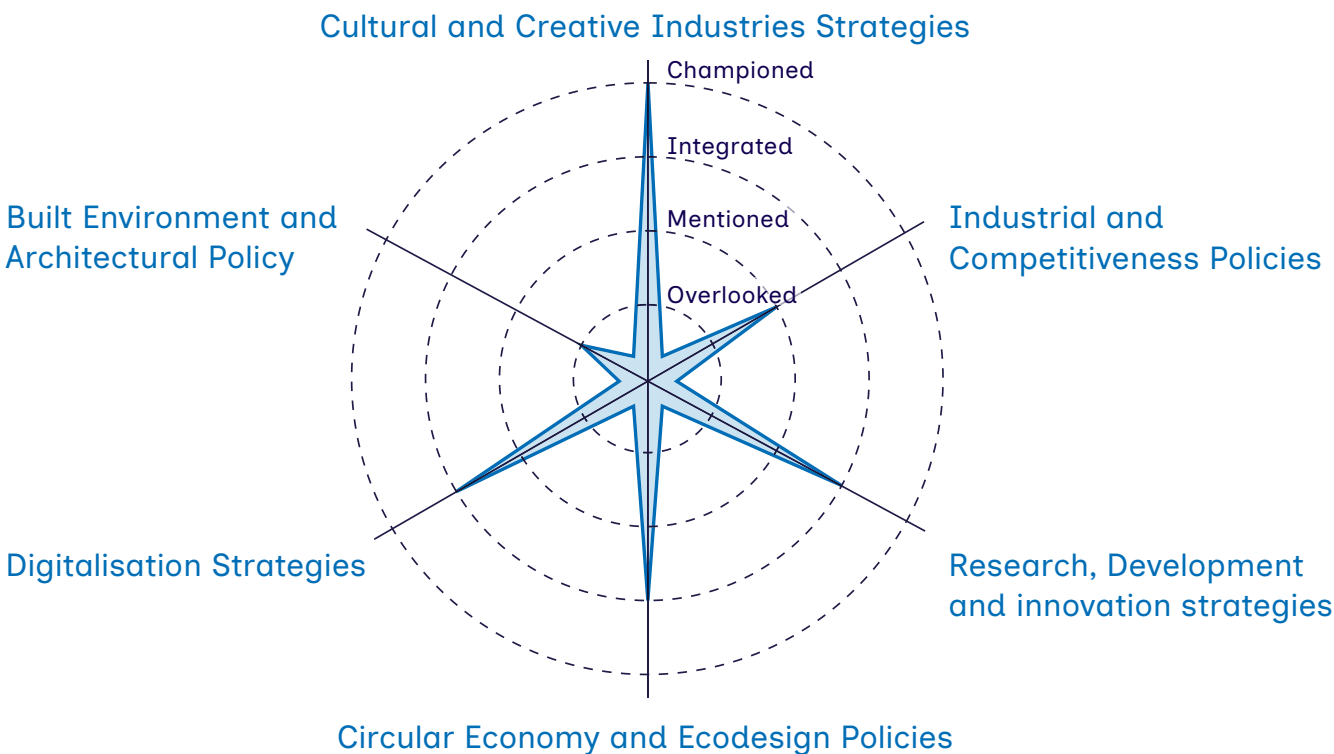 Cultural and Creative Industries Strategies
Championed
Integrated
Mentioned
Overlooked
Built Environment and
Architectural Policy
Industrial and
Competitiveness Policies
Digitalisation Strategies
Research, Development
and innovation strategies
Circular Economy and Ecodesign Policies